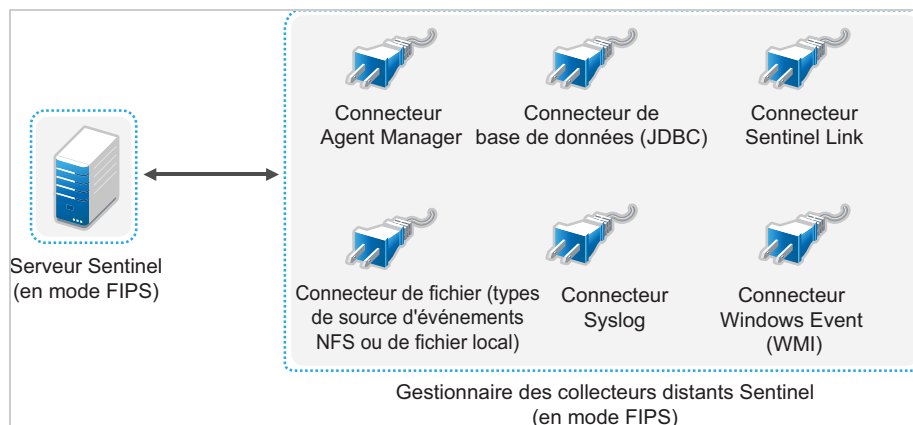 Connecteur
Agent Manager
Connecteur de
base de données (JDBC)
Connecteur
Sentinel Link
Serveur Sentinel
(en mode FIPS)
Connecteur de fichier (types
de source d'événements
NFS ou de fichier local)
Connecteur
Syslog
Connecteur
Windows Event
(WMI)
Gestionnaire des collecteurs distants Sentinel
(en mode FIPS)